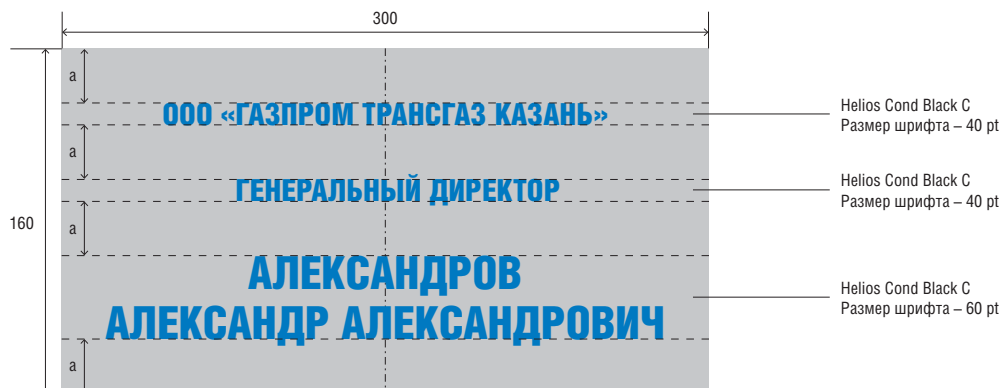 300
a
ООО «ГАЗПРОМ ТРАНСГАЗ КАЗАНЬ»
Helios Cond Black C
Размер шрифта – 40 pt
a
ГЕНЕРАЛЬНЫЙ ДИРЕКТОР
Helios Cond Black C
Размер шрифта – 40 pt
160
a
АЛЕКСАНДРОВ
АЛЕКСАНДР АЛЕКСАНДРОВИЧ
Helios Cond Black C
Размер шрифта – 60 pt
a